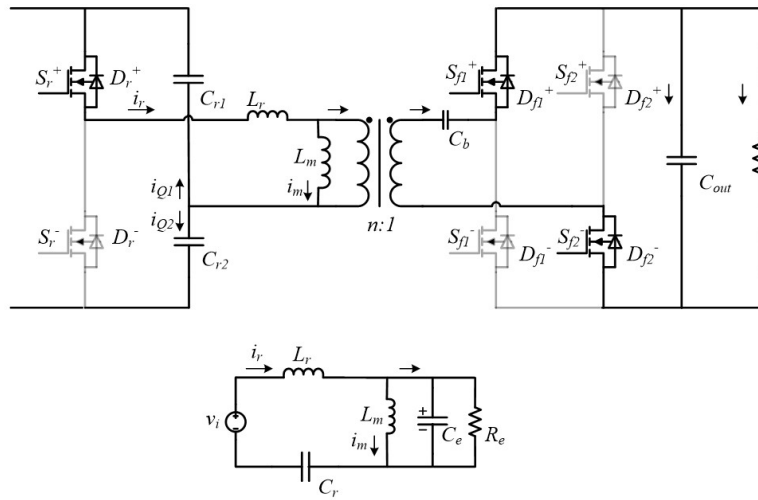 S_r^+
D_r^+
C_r1
S_f1^+
D_f1^+
S_f2^+
D_f2^+
i_r
L_r
C_b
L_m
i_m
C_out
i_Q1
i_Q2
n:1
S_r^-
D_r^-
C_r2
S_f1^-
D_f1^-
S_f2^-
D_f2^-
i_r
L_r
v_i
L_m
i_m
+
−
C_e
R_e
C_r